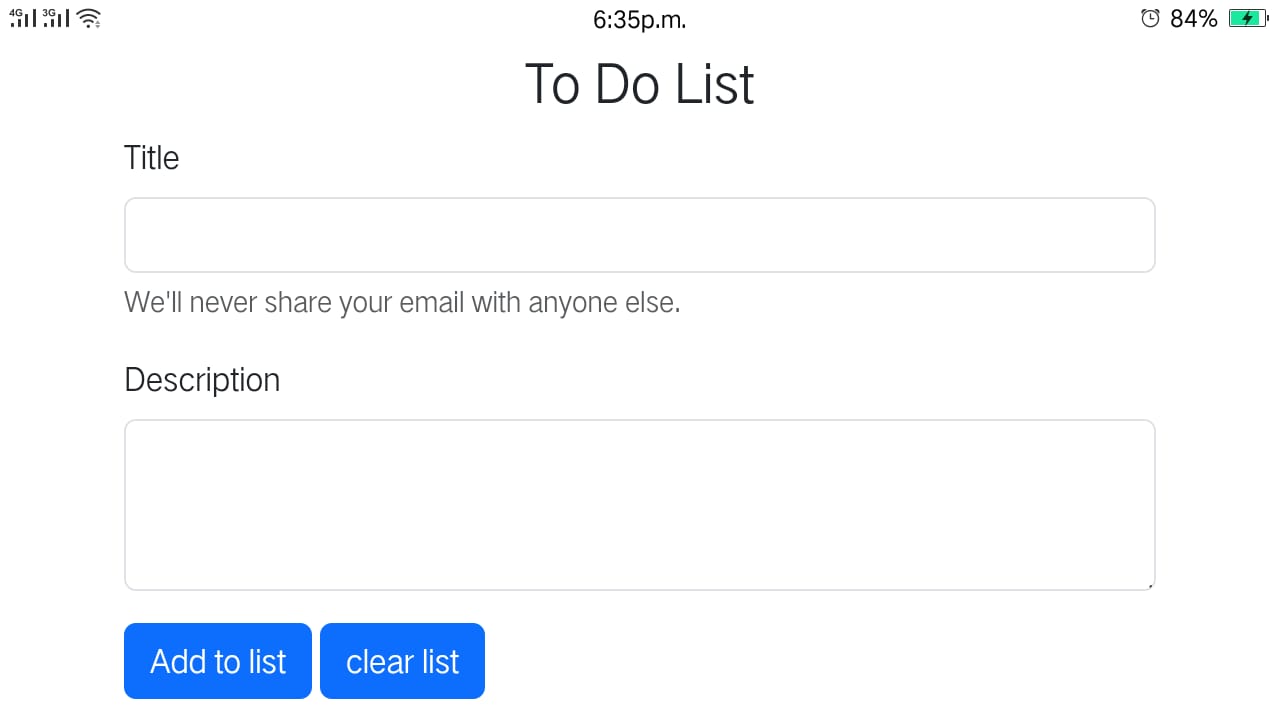 4G 3G 6:35p.m. 84%
To Do List
Title
We'll never share your email with anyone else.
Description
Add to list clear list